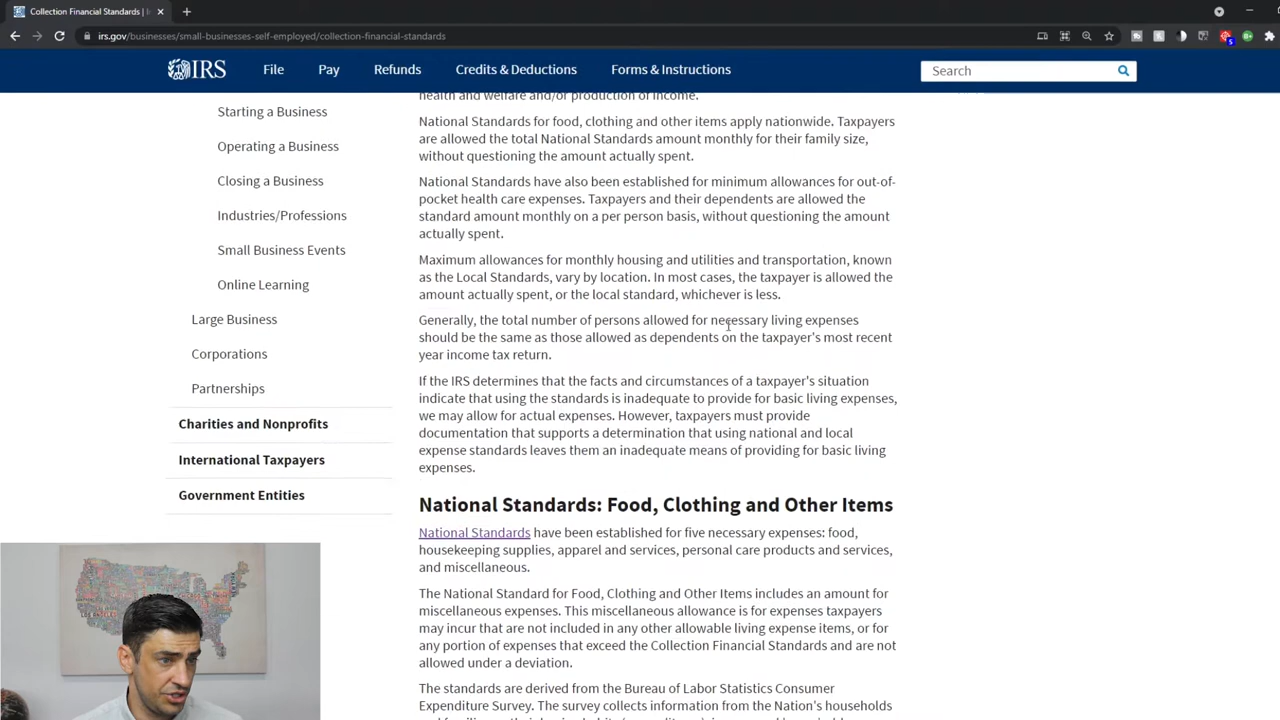 Collection Financial Standards | I
irs.gov/businesses/small-businesses-self-employed/collection-financial-standards
5
IRS
File
Pay
Refunds
Credits & Deductions
Forms & Instructions
Search
Starting a Business
Operating a Business
Closing a Business
Industries/Professions
Small Business Events
Online Learning
Large Business
Corporations
Partnerships
Charities and Nonprofits
International Taxpayers
Government Entities
health and welfare and/or production of income.
National Standards for food, clothing and other items apply nationwide. Taxpayers
are allowed the total National Standards amount monthly for their family size,
without questioning the amount actually spent.
National Standards have also been established for minimum allowances for out-of-
pocket health care expenses. Taxpayers and their dependents are allowed the
standard amount monthly on a per person basis, without questioning the amount
actually spent.
Maximum allowances for monthly housing and utilities and transportation, known
as the Local Standards, vary by location. In most cases, the taxpayer is allowed the
amount actually spent, or the local standard, whichever is less.
Generally, the total number of persons allowed for necessary living expenses
should be the same as those allowed as dependents on the taxpayer's most recent
year income tax return.
If the IRS determines that the facts and circumstances of a taxpayer's situation
indicate that using the standards is inadequate to provide for basic living expenses,
we may allow for actual expenses. However, taxpayers must provide
documentation that supports a determination that using national and local
expense standards leaves them an inadequate means of providing for basic living
expenses.
National Standards: Food, Clothing and Other Items
National Standards have been established for five necessary expenses: food,
housekeeping supplies, apparel and services, personal care products and services,
and miscellaneous.
The National Standard for Food, Clothing and Other Items includes an amount for
miscellaneous expenses. This miscellaneous allowance is for expenses taxpayers
may incur that are not included in any other allowable living expense items, or for
any portion of expenses that exceed the Collection Financial Standards and are not
allowed under a deviation.
The standards are derived from the Bureau of Labor Statistics Consumer
Expenditure Survey. The survey collects information from the Nation's households